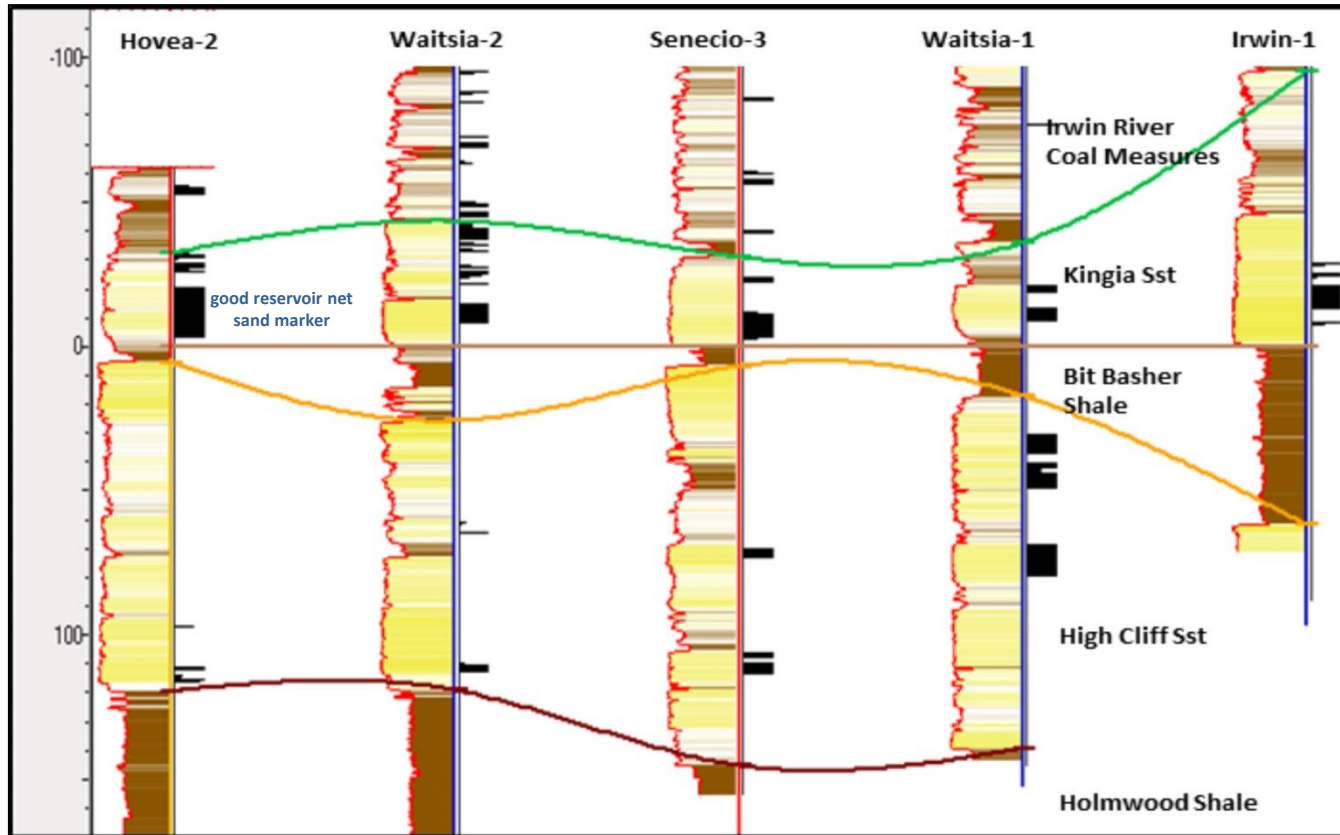 Hovea-2
Waitsia-2
Senecio-3
Waitsia-1
Irwin-1
-100
Irwin River
Coal Measures
Kingia Sst
good reservoir net
sand marker
0
Bit Basher
Shale
100
High Cliff Sst
Holmwood Shale